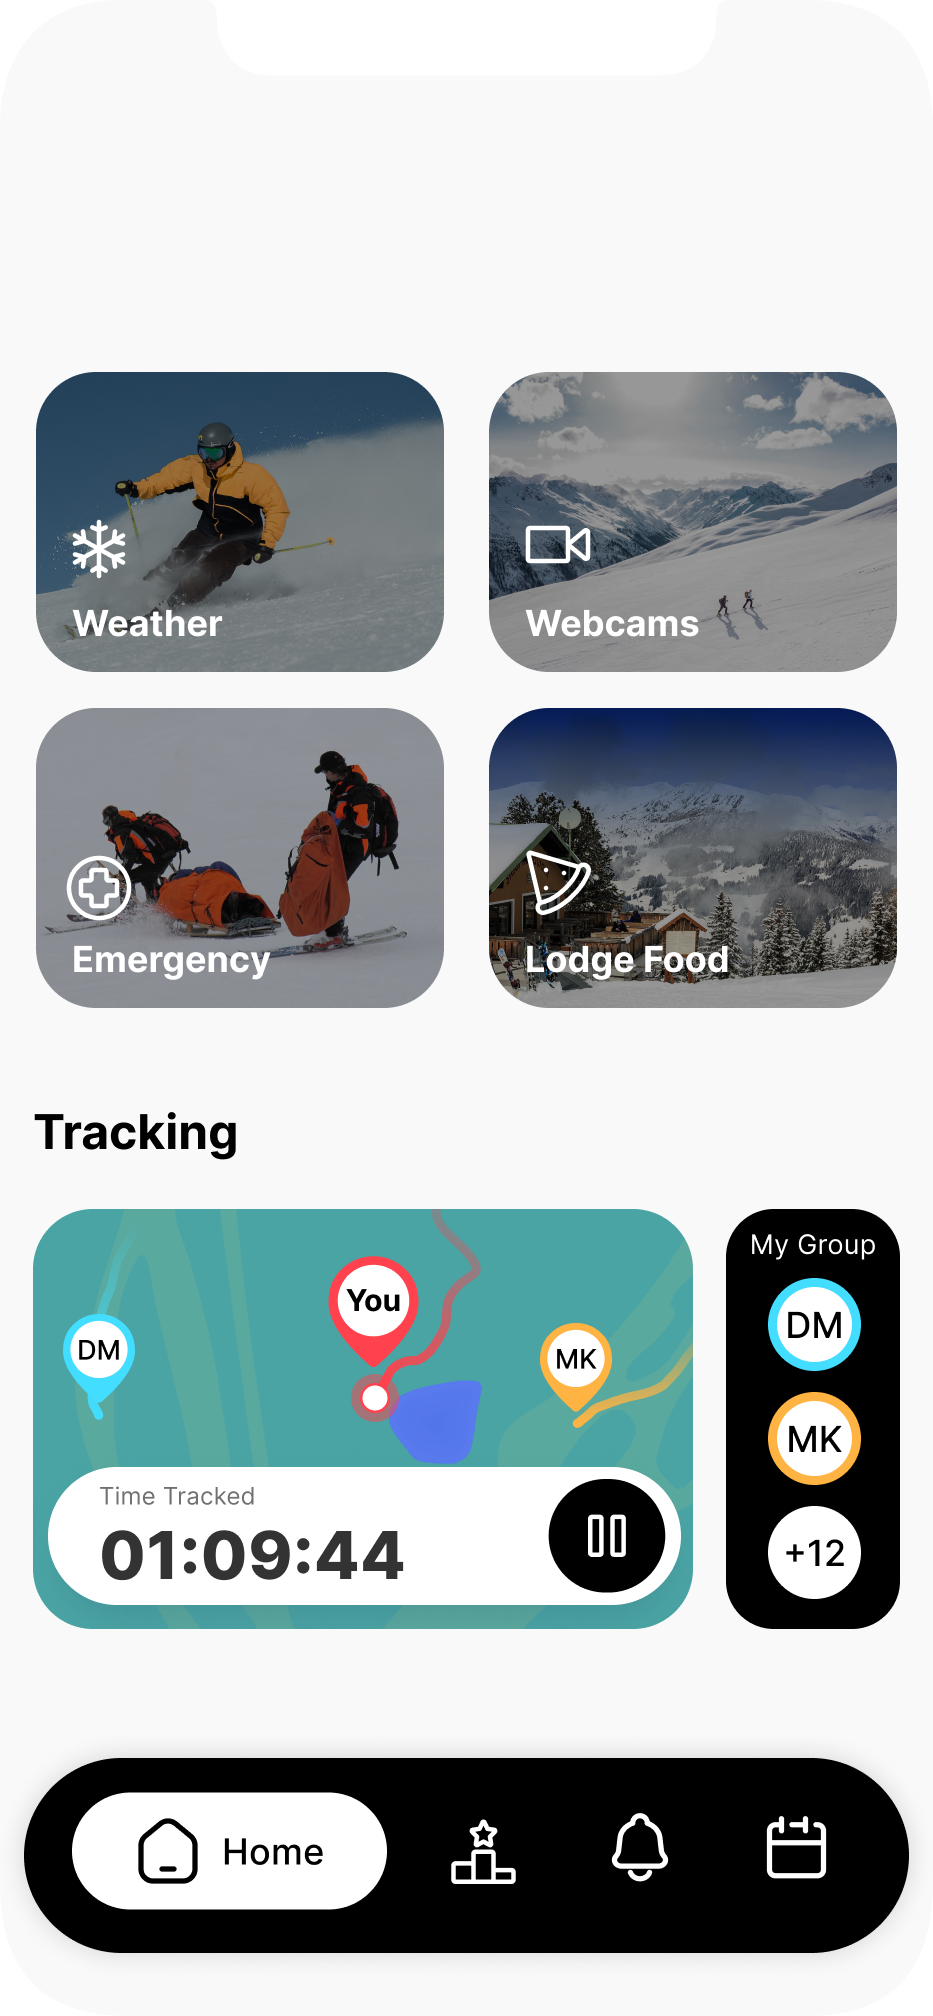 Weather
Webcams
Emergency
Lodge Food
Tracking
You
DM
MK
Time Tracked
01:09:44
My Group
DM
MK
+12
Home